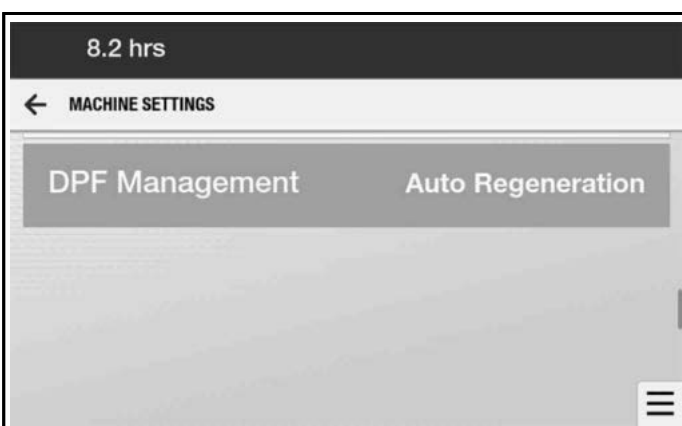 8.2 hrs
MACHINE SETTINGS
DPF Management Auto Regeneration